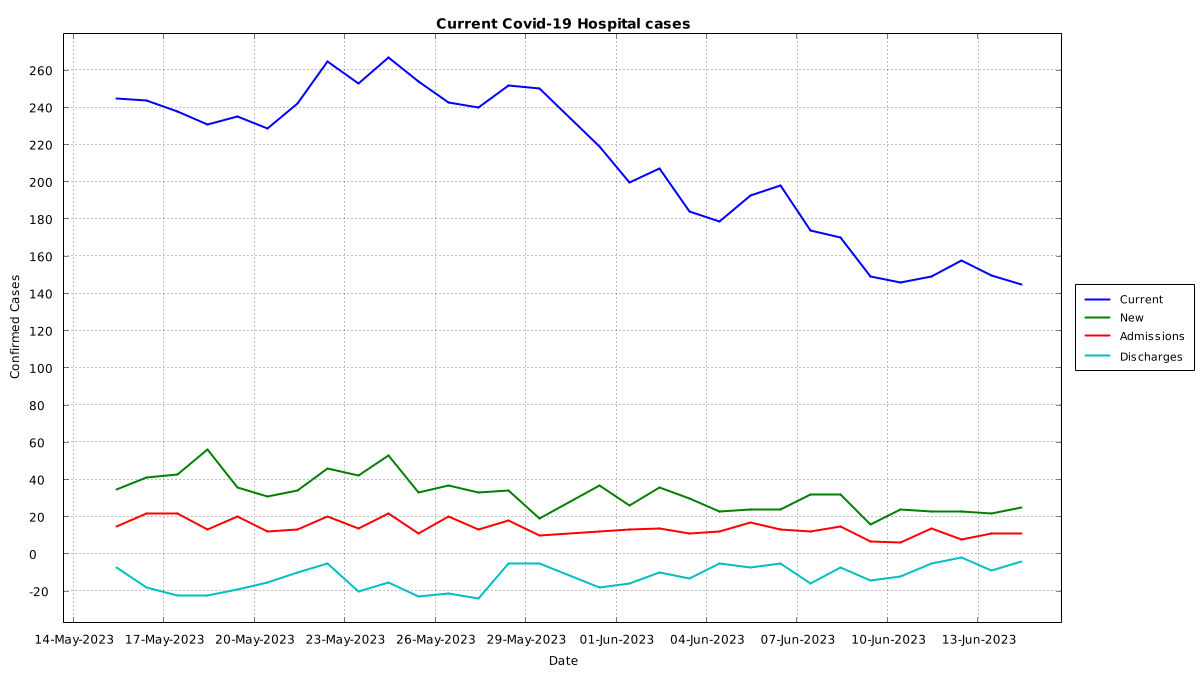 Current Covid-19 Hospital cases
260
240
220
200
180
160
140
120
100
80
60
40
20
0
-20
Confirmed Cases
14-May-2023 17-May-2023 20-May-2023 23-May-2023 26-May-2023 29-May-2023 01-Jun-2023 04-Jun-2023 07-Jun-2023 10-Jun-2023 13-Jun-2023
Date
Current
New
Admissions
Discharges